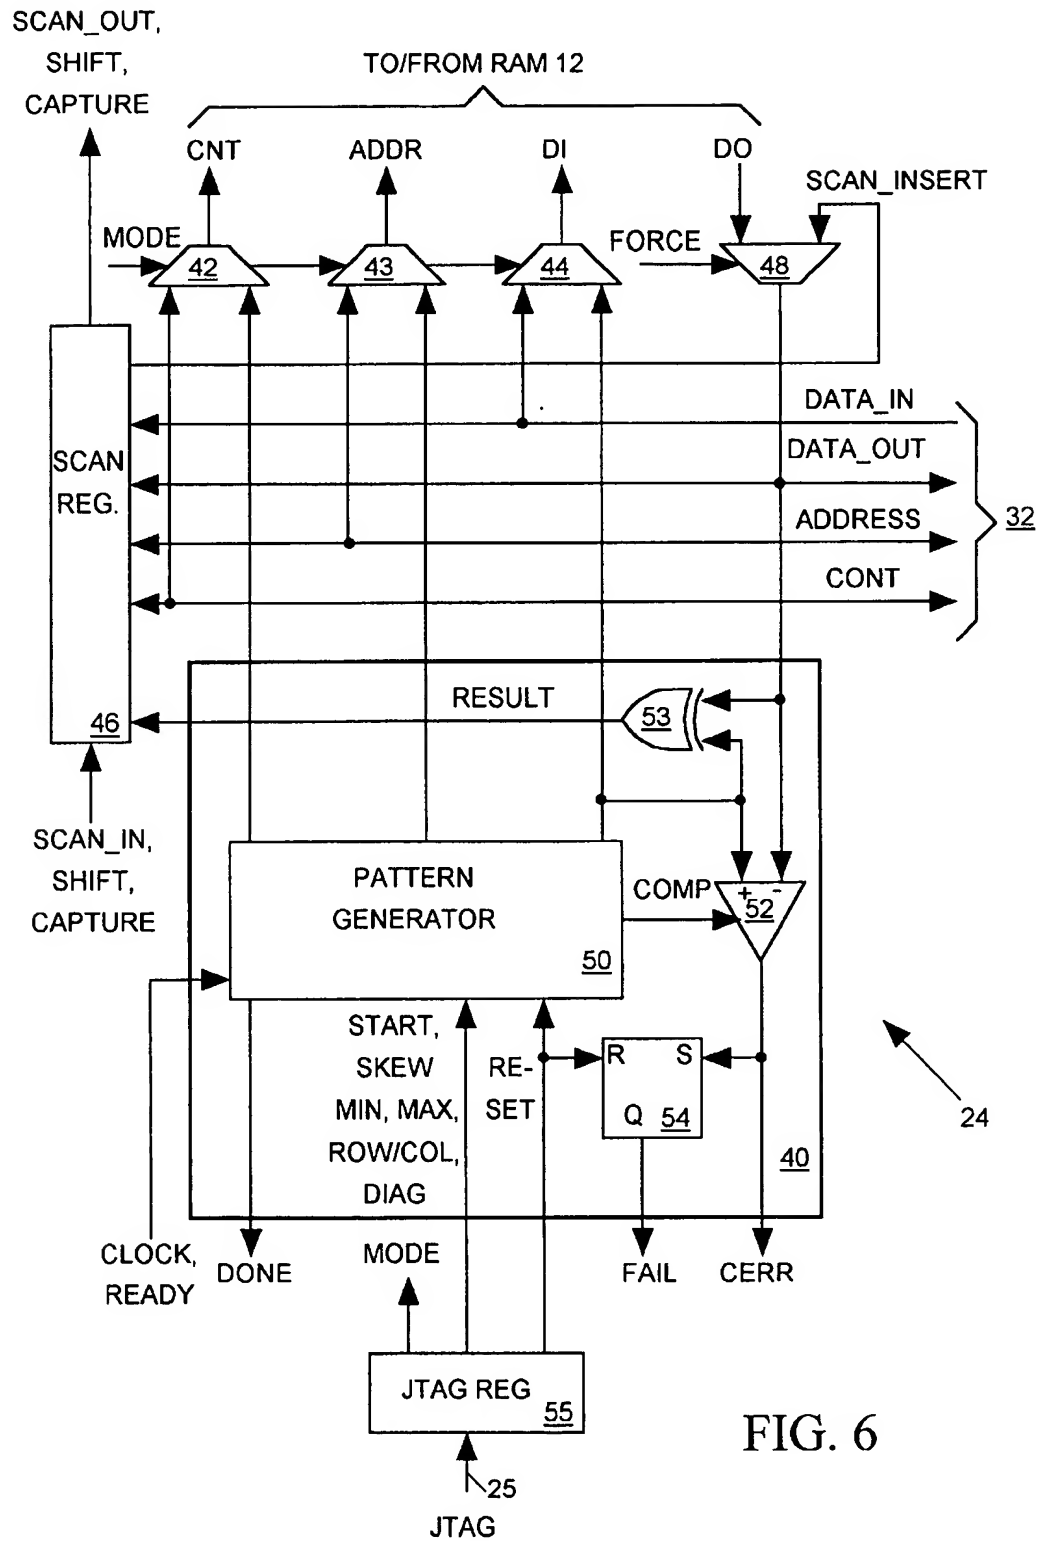 SCAN_OUT,
SHIFT,
CAPTURE
TO/FROM RAM 12
CNT
ADDR
DI
DO
SCAN_INSERT
MODE
42
43
44
FORCE
48
DATA_IN
SCAN
REG.
DATA_OUT
ADDRESS
32
CONT
46
RESULT
53
SCAN_IN,
SHIFT,
CAPTURE
PATTERN
GENERATOR
50
COMP
+ -
52
START,
SKEW
MIN, MAX,
ROW/COL,
DIAG
RE-
SET
R S
Q 54
40
24
CLOCK,
READY
DONE
MODE
FAIL
CERR
JTAG REG
55
25
JTAG
FIG. 6